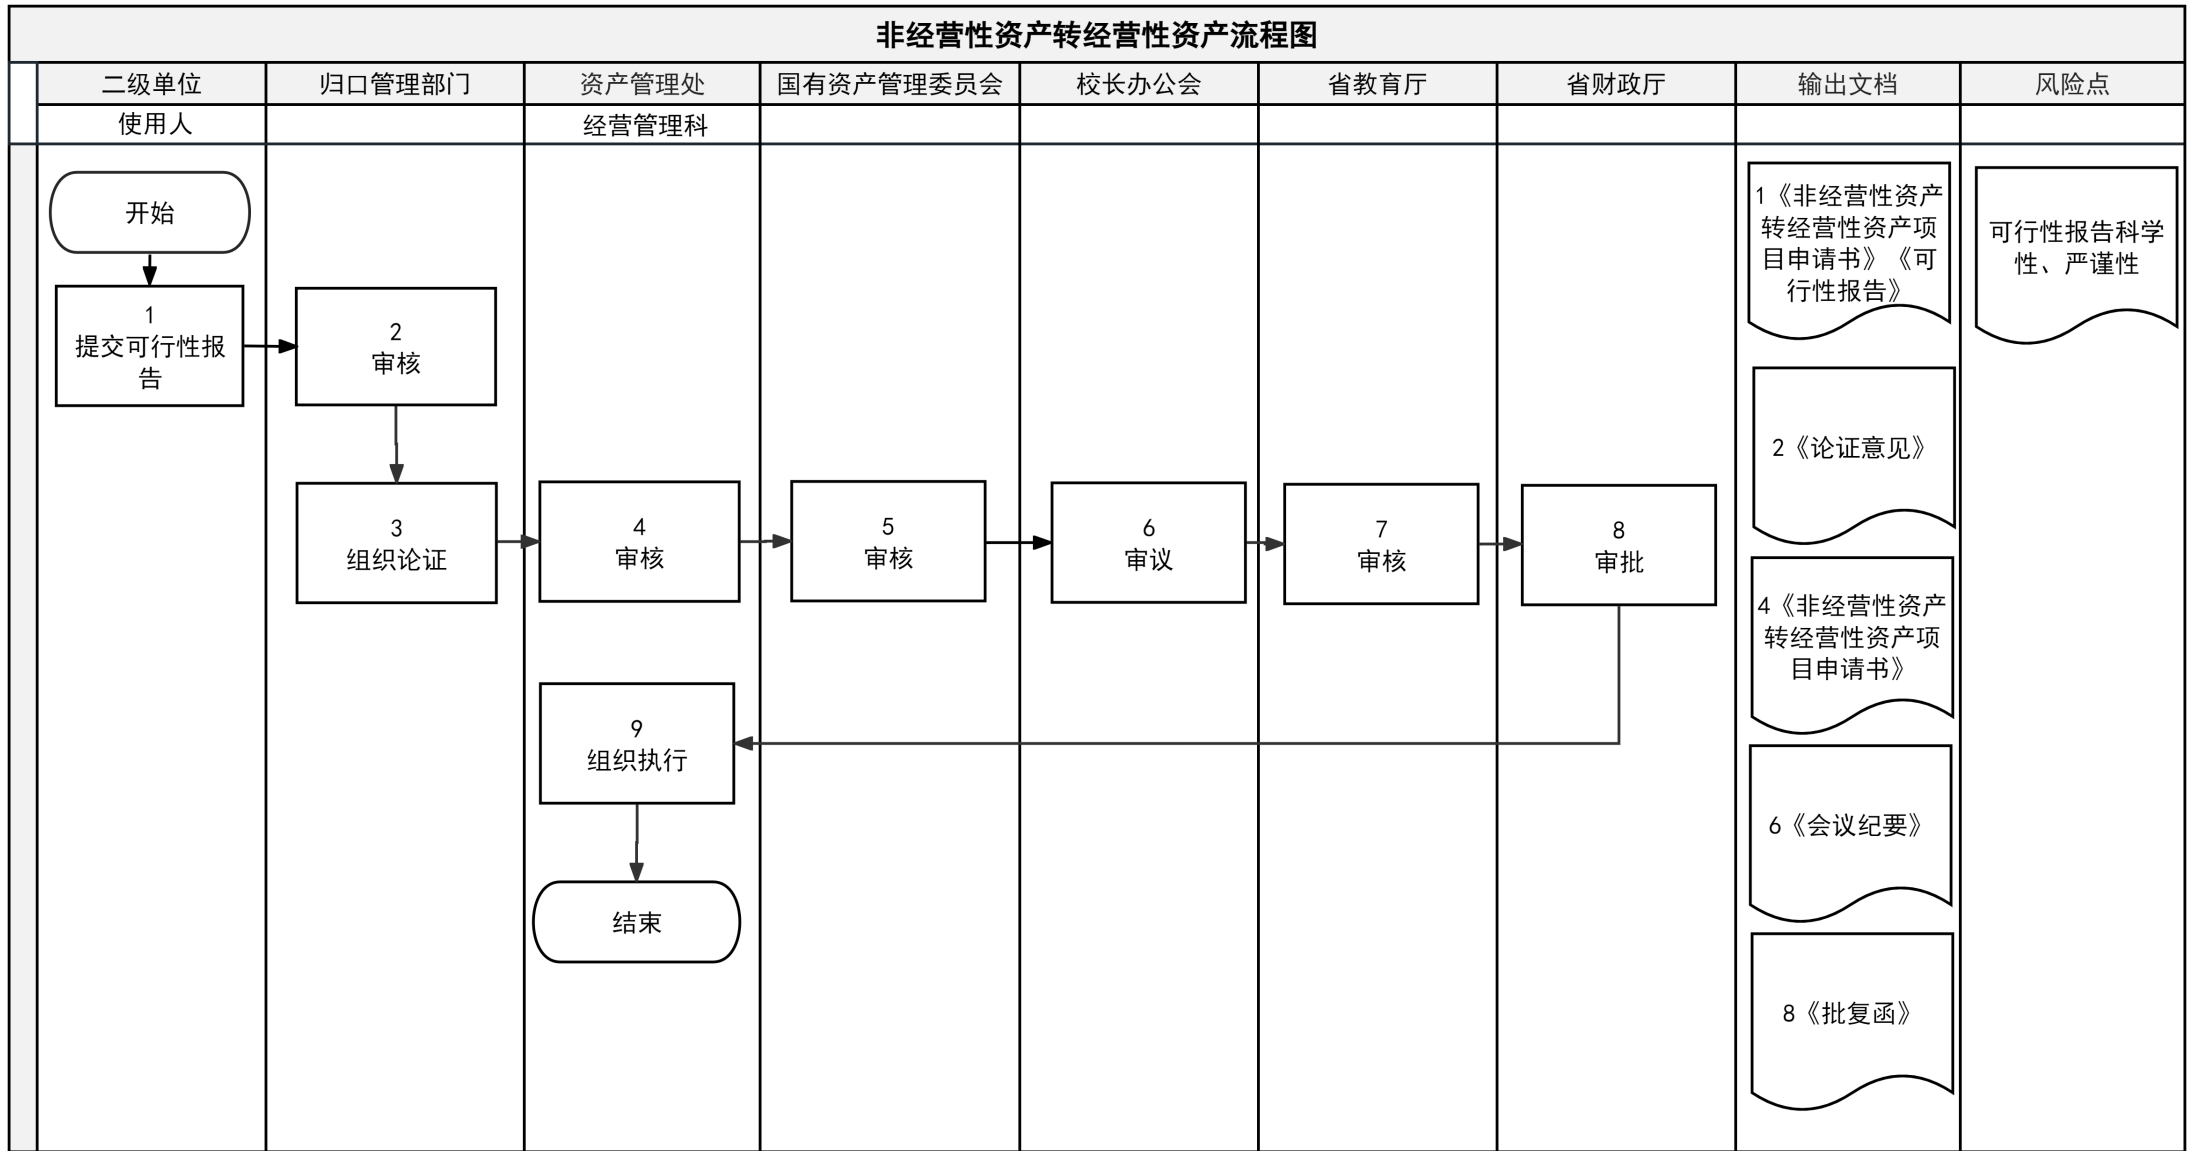 非经营性资产转经营性资产流程图
二级单位
归口管理部门
资产管理处
国有资产管理委员会
校长办公会
省教育厅
省财政厅
输出文档
风险点
使用人
经营管理科
开始
1
提交可行性报
告
2
审核
3
组织论证
4
审核
5
审核
6
审议
7
审核
8
审批
9
组织执行
结束
1《非经营性资产
转经营性资产项
目申请书》《可
行性报告》
2《论证意见》
4《非经营性资产
转经营性资产项
目申请书》
6《会议纪要》
8《批复函》
可行性报告科学
性、严谨性